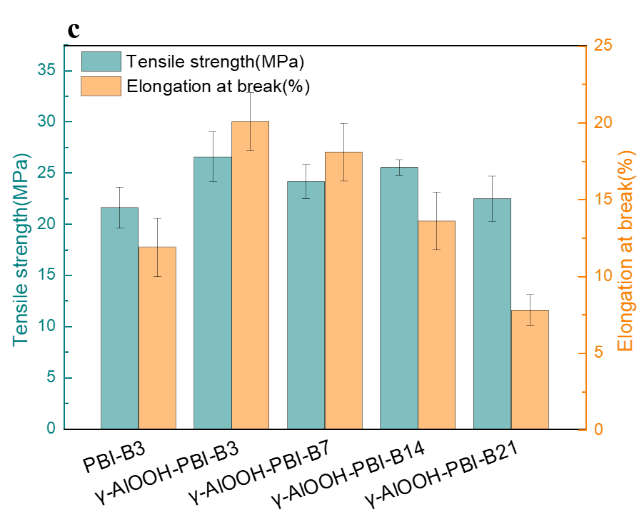 c
Tensile strength(MPa)
Elongation at break(%)
Tensile strength(MPa)
35
30
25
20
15
10
5
0
25
20
15
10
5
0
Elongation at break(%)
PBI-B3
γ-AlOOH-PBI-B3
γ-AlOOH-PBI-B7
γ-AlOOH-PBI-B14
γ-AlOOH-PBI-B21